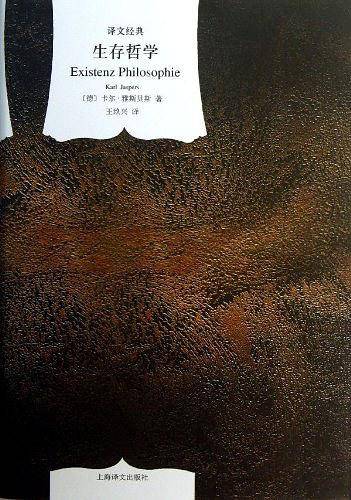 译文经典
生存哲学
Existenz Philosophie
Karl Jaspers
〔德〕卡尔·雅斯贝斯 著
王玖兴 译
上海译文出版社